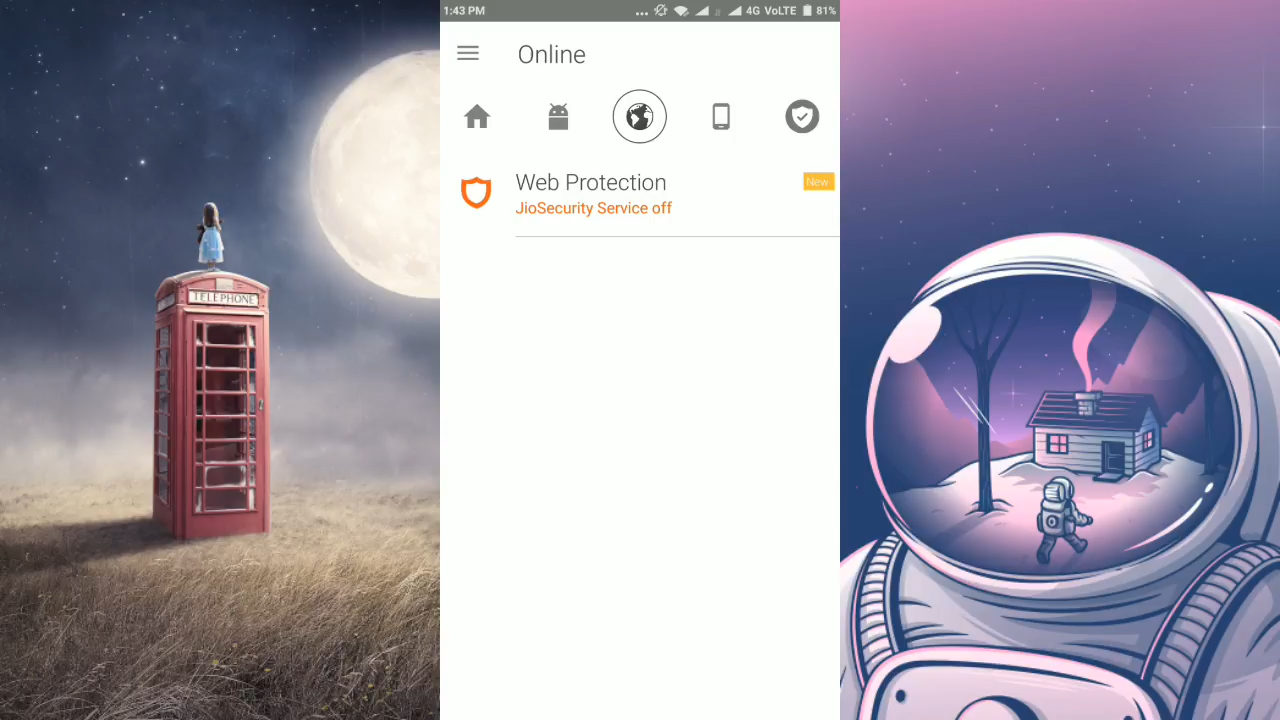 1:43 PM
4G VoLTE 81%
Online
Web Protection
New
JioSecurity Service off
TELEPHONE